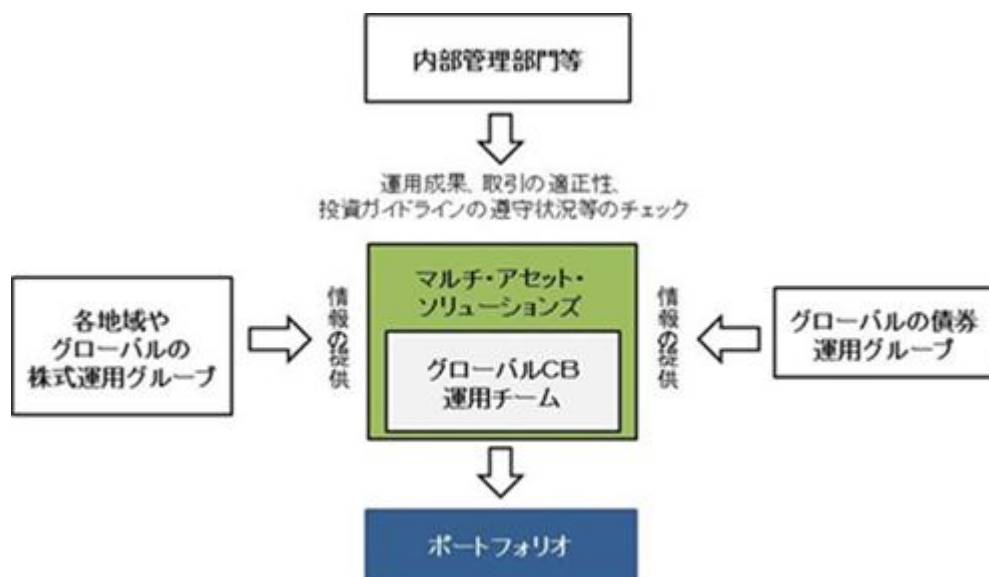 内部管理部門等
運用成果、取引の適正性、
投資ガイドラインの遵守状況等のチェック
各地域や
グローバルの
株式運用グループ
情報の提供
マルチ・アセット・
ソリューションズ
グローバルCB
運用チーム
情報の提供
グローバルの債券
運用グループ
ポートフォリオ